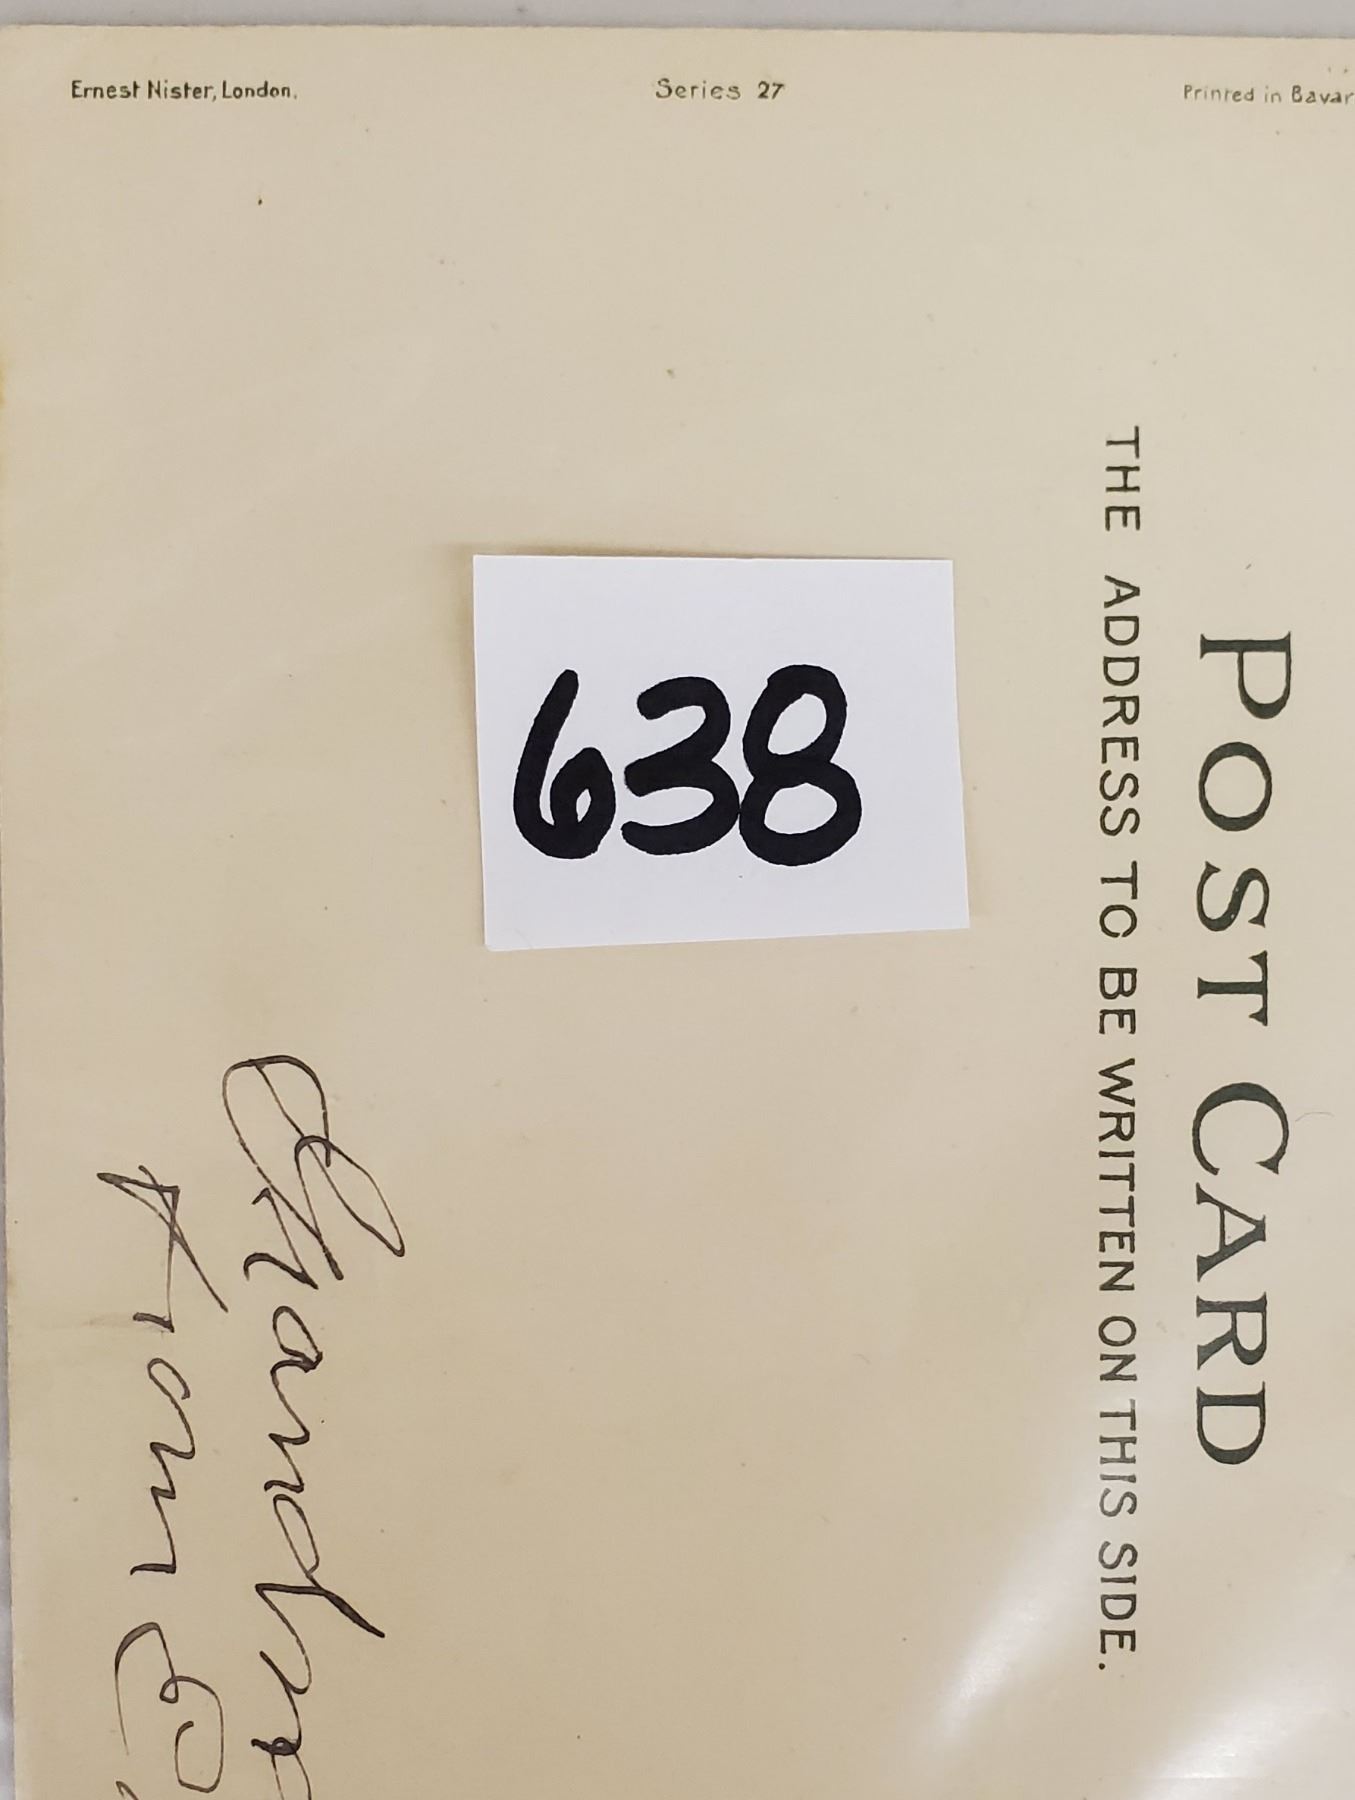 Ernest Nister, London.
Series 27
Printed in Bavar
POST CARD
THE ADDRESS TO BE WRITTEN ON THIS SIDE.
638
From